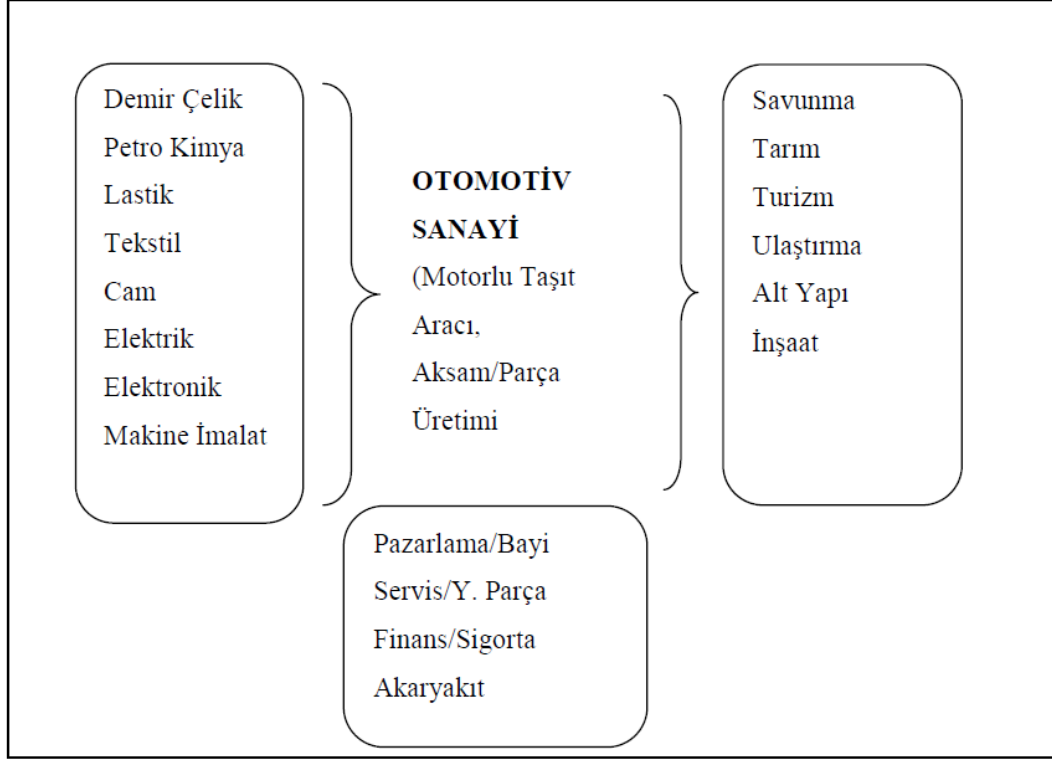 Demir Çelik
Petro Kimya
Lastik
Tekstil
Cam
Elektrik
Elektronik
Makine İmalat
OTOMOTİV
SANAYİ
(Motorlu Taşıt
Aracı,
Aksam/Parça
Üretimi
Savunma
Tarım
Turizm
Ulaştırma
Alt Yapı
İnşaat
Pazarlama/Bayi
Servis/Y. Parça
Finans/Sigorta
Akaryakıt